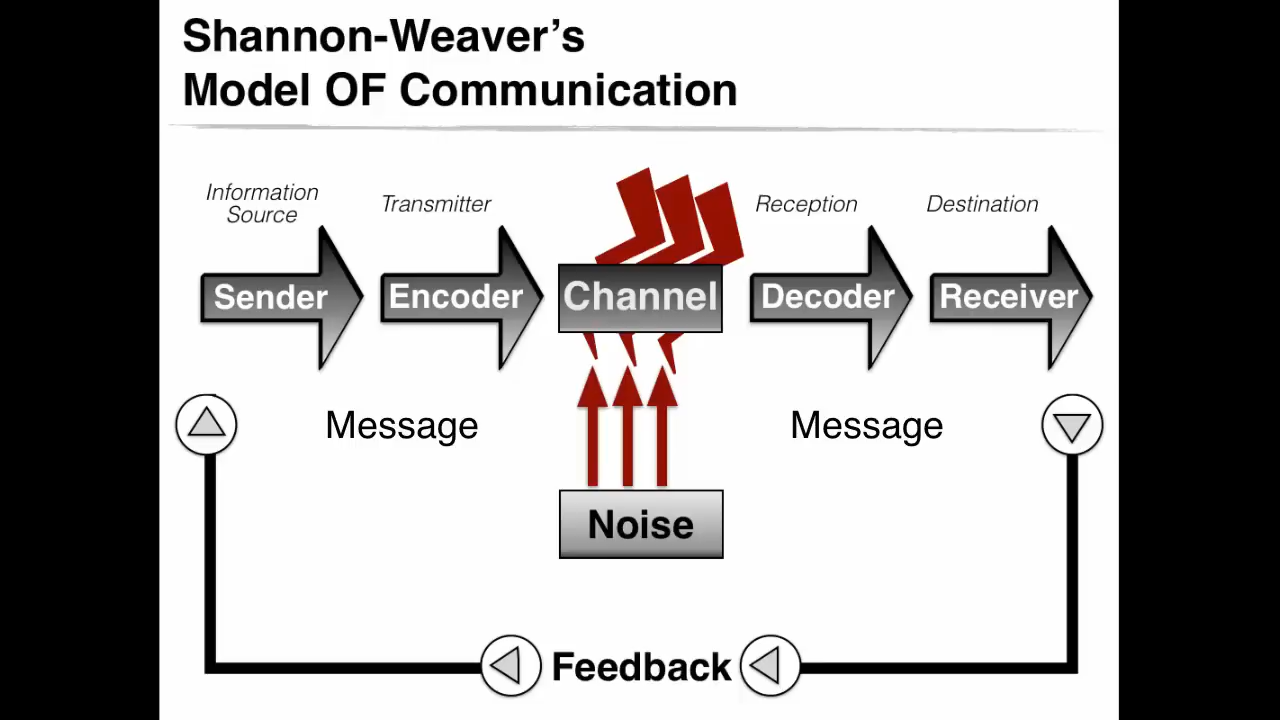 Shannon-Weaver’s
Model OF Communication
Information
Source
Transmitter
Reception
Destination
Sender
Encoder
Channel
Decoder
Receiver
Message
Message
Noise
Feedback